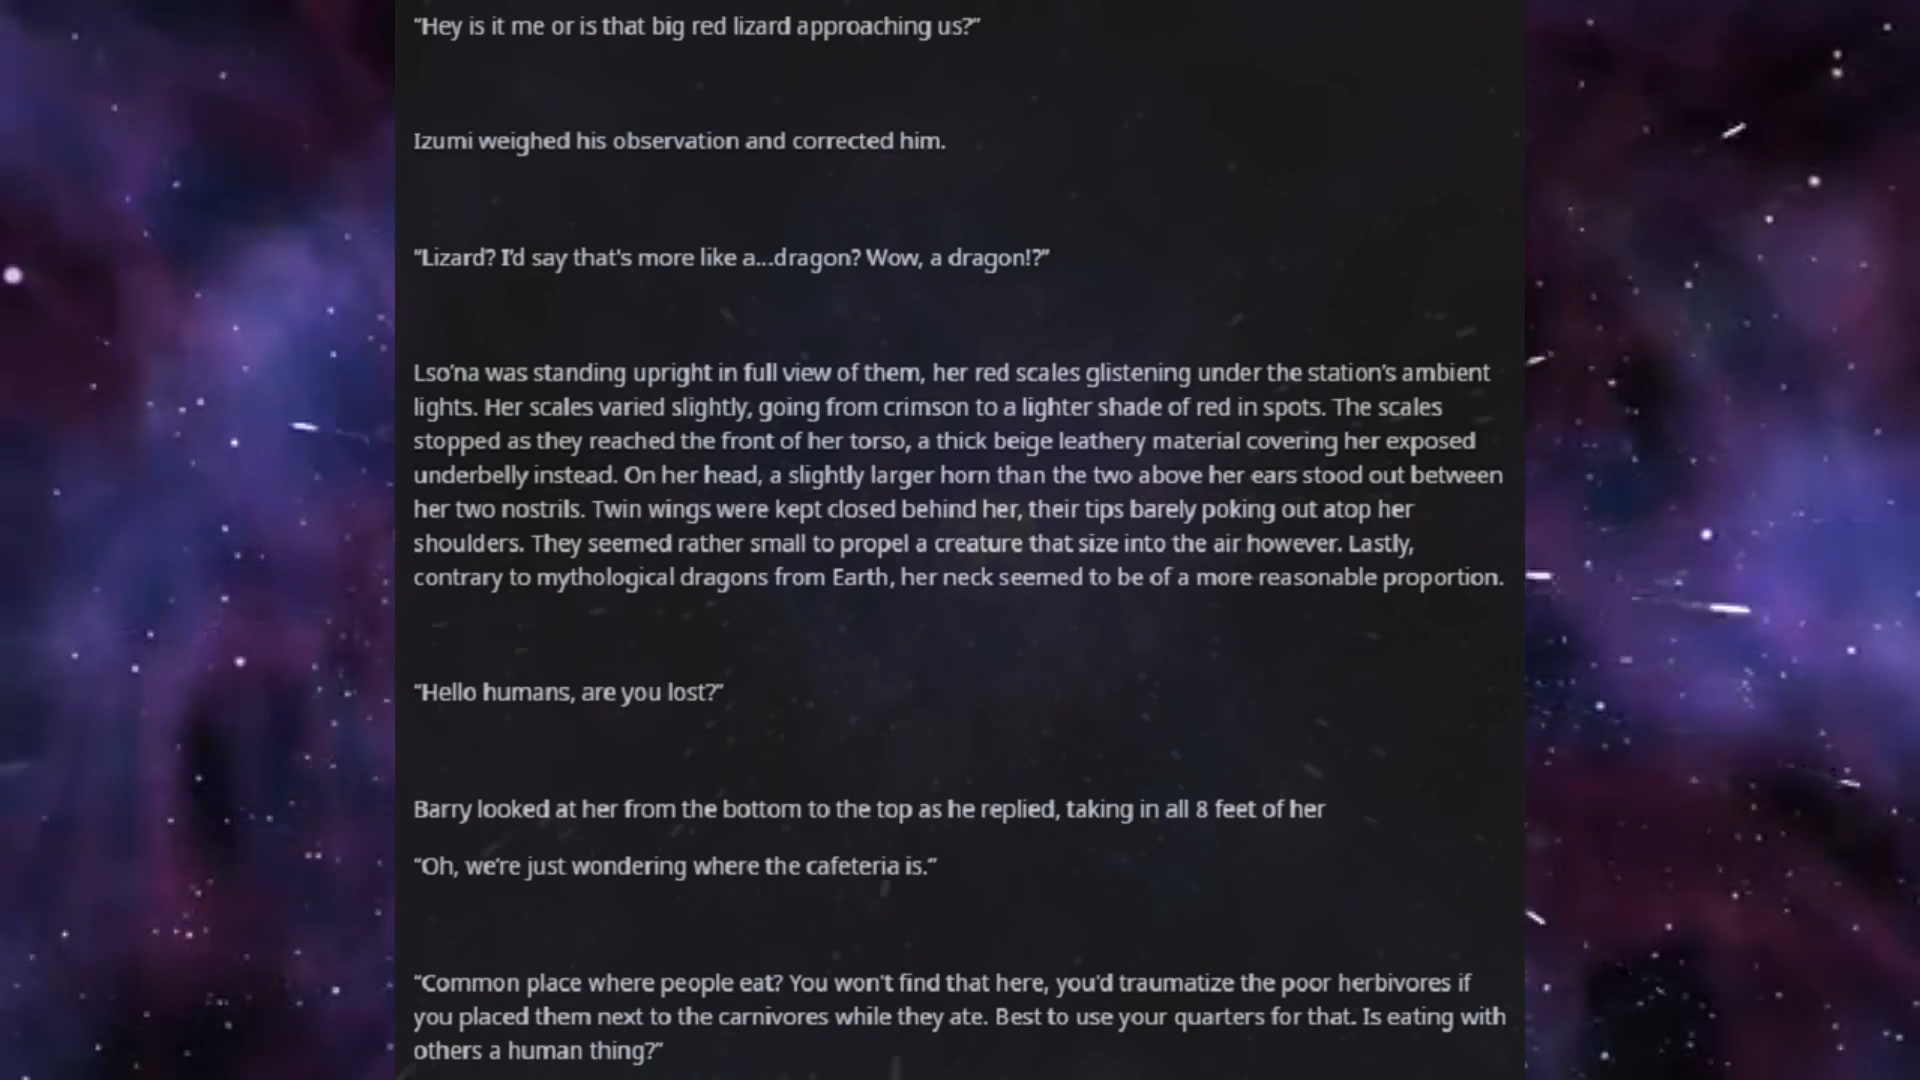 “Hey is it me or is that big red lizard approaching us?”
Izumi weighed his observation and corrected him.
“Lizard? I’d say that's more like a...dragon? Wow, a dragon!?”
Lso’na was standing upright in full view of them, her red scales glistening under the station’s ambient
lights. Her scales varied slightly, going from crimson to a lighter shade of red in spots. The scales
stopped as they reached the front of her torso, a thick beige leathery material covering her exposed
underbelly instead. On her head, a slightly larger horn than the two above her ears stood out between
her two nostrils. Twin wings were kept closed behind her, their tips barely poking out atop her
shoulders. They seemed rather small to propel a creature that size into the air however. Lastly,
contrary to mythological dragons from Earth, her neck seemed to be of a more reasonable proportion.
“Hello humans, are you lost?”
Barry looked at her from the bottom to the top as he replied, taking in all 8 feet of her
“Oh, we’re just wondering where the cafeteria is.”
“Common place where people eat? You won't find that here, you'd traumatize the poor herbivores if
you placed them next to the carnivores while they ate. Best to use your quarters for that. Is eating with
others a human thing?”